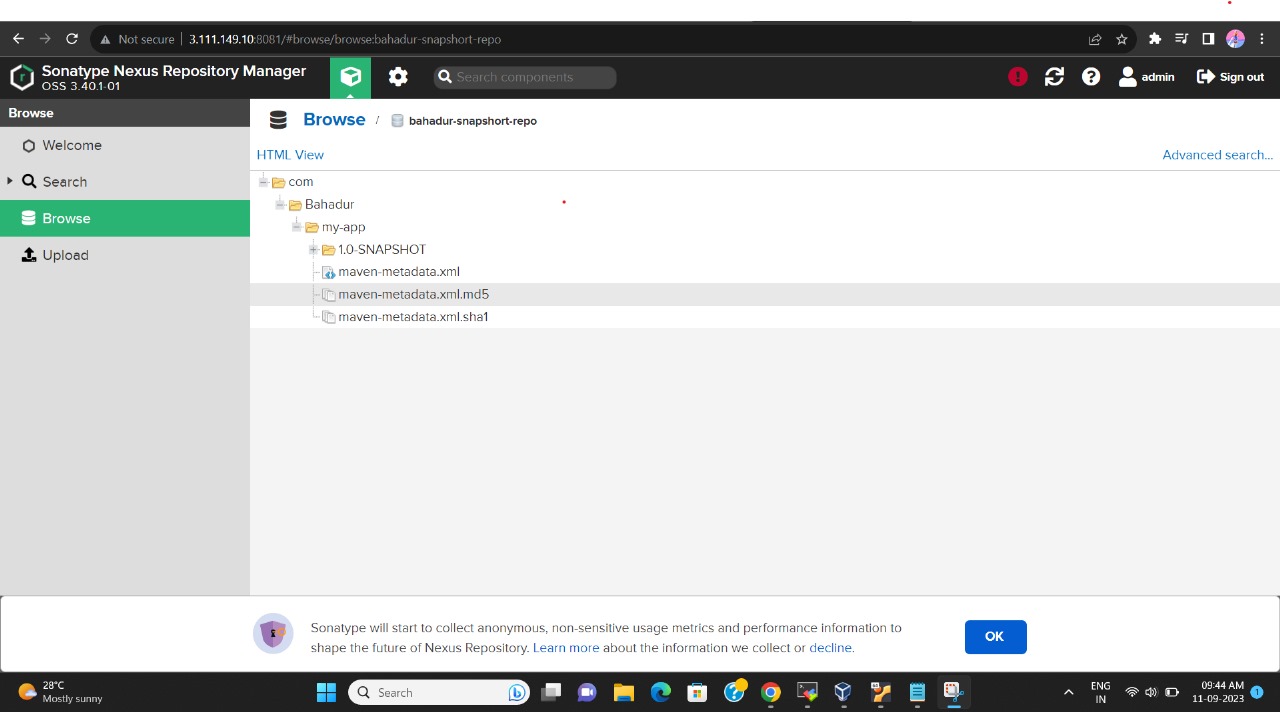 Not secure | 3.111.149.10:8081/#browse/browse:bahadur-snapshort-repo
Sonatype Nexus Repository Manager
OSS 3.40.1-01
Search components
admin
Sign out
Browse
Welcome
Search
Browse
Upload
Browse / bahadur-snapshort-repo
HTML View
Advanced search...
com
Bahadur
my-app
1.0-SNAPSHOT
maven-metadata.xml
maven-metadata.xml.md5
maven-metadata.xml.sha1
Sonatype will start to collect anonymous, non-sensitive usage metrics and performance information to
shape the future of Nexus Repository. Learn more about the information we collect or decline.
OK
28°C
Mostly sunny
Search
ENG
IN
09:44 AM
11-09-2023
1